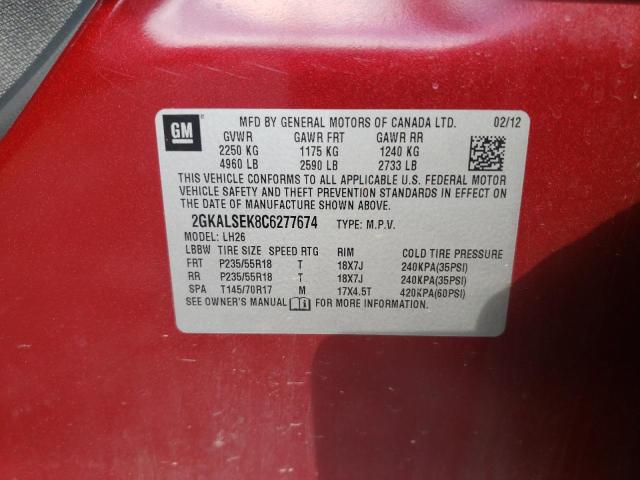 GM
MFD BY GENERAL MOTORS OF CANADA LTD. 02/12
GVWR GAWR FRT GAWR RR
2250 KG 1175 KG 1240 KG
4960 LB 2590 LB 2733 LB
THIS VEHICLE CONFORMS TO ALL APPLICABLE U.S. FEDERAL MOTOR
VEHICLE SAFETY AND THEFT PREVENTION STANDARDS IN EFFECT ON
THE DATE OF MANUFACTURE SHOWN ABOVE.
2GKALSEK8C6277674 TYPE: M.P.V.
MODEL: LH26
LBBW TIRE SIZE SPEED RTG RIM COLD TIRE PRESSURE
FRT P235/55R18 T 18X7J 240KPA(35PSI)
RR P235/55R18 T 18X7J 240KPA(35PSI)
SPA T145/70R17 M 17X4.5T 420KPA(60PSI)
SEE OWNER'S MANUAL FOR MORE INFORMATION.